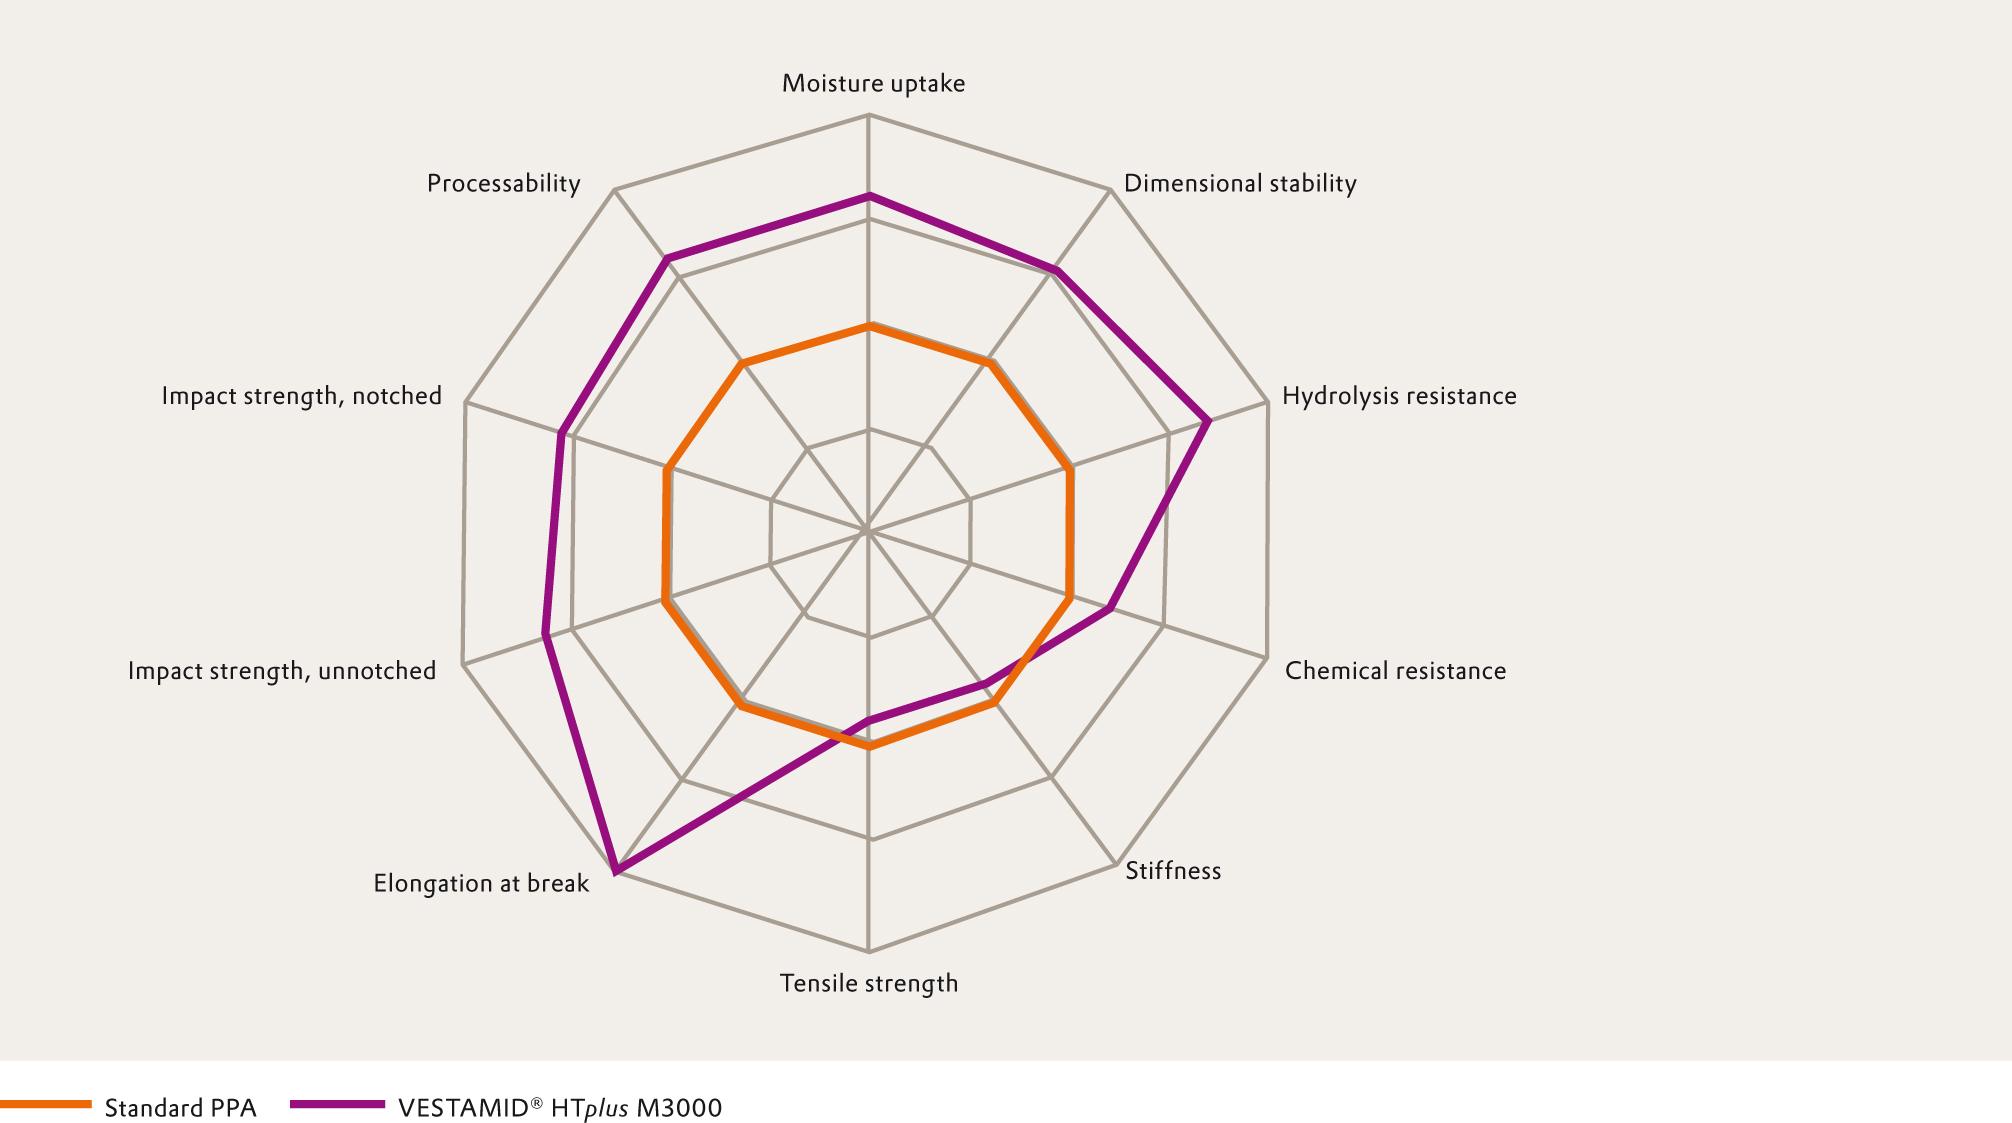 Moisture uptake
Processability
Dimensional stability
Impact strength, notched
Hydrolysis resistance
Impact strength, unnotched
Chemical resistance
Elongation at break
Stiffness
Tensile strength
Standard PPA
VESTAMID® HTplus M3000